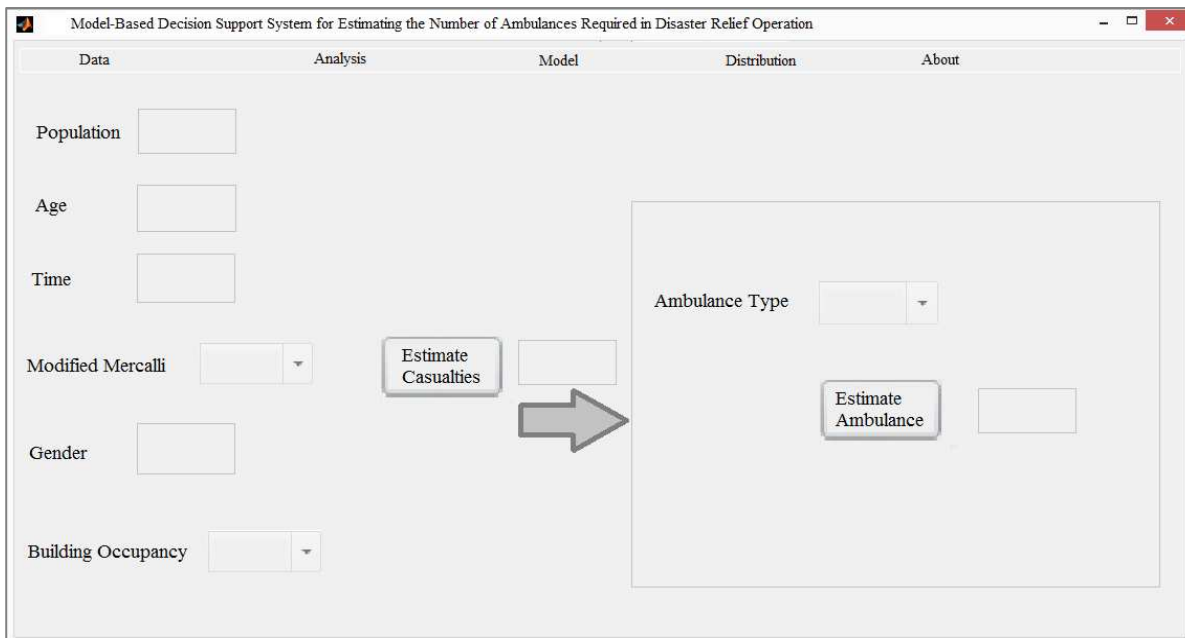 Model-Based Decision Support System for Estimating the Number of Ambulances Required in Disaster Relief Operation
Data Analysis Model Distribution About
Population
Age
Time
Modified Mercalli
Gender
Building Occupancy
Estimate
Casualties
Ambulance Type
Estimate
Ambulance